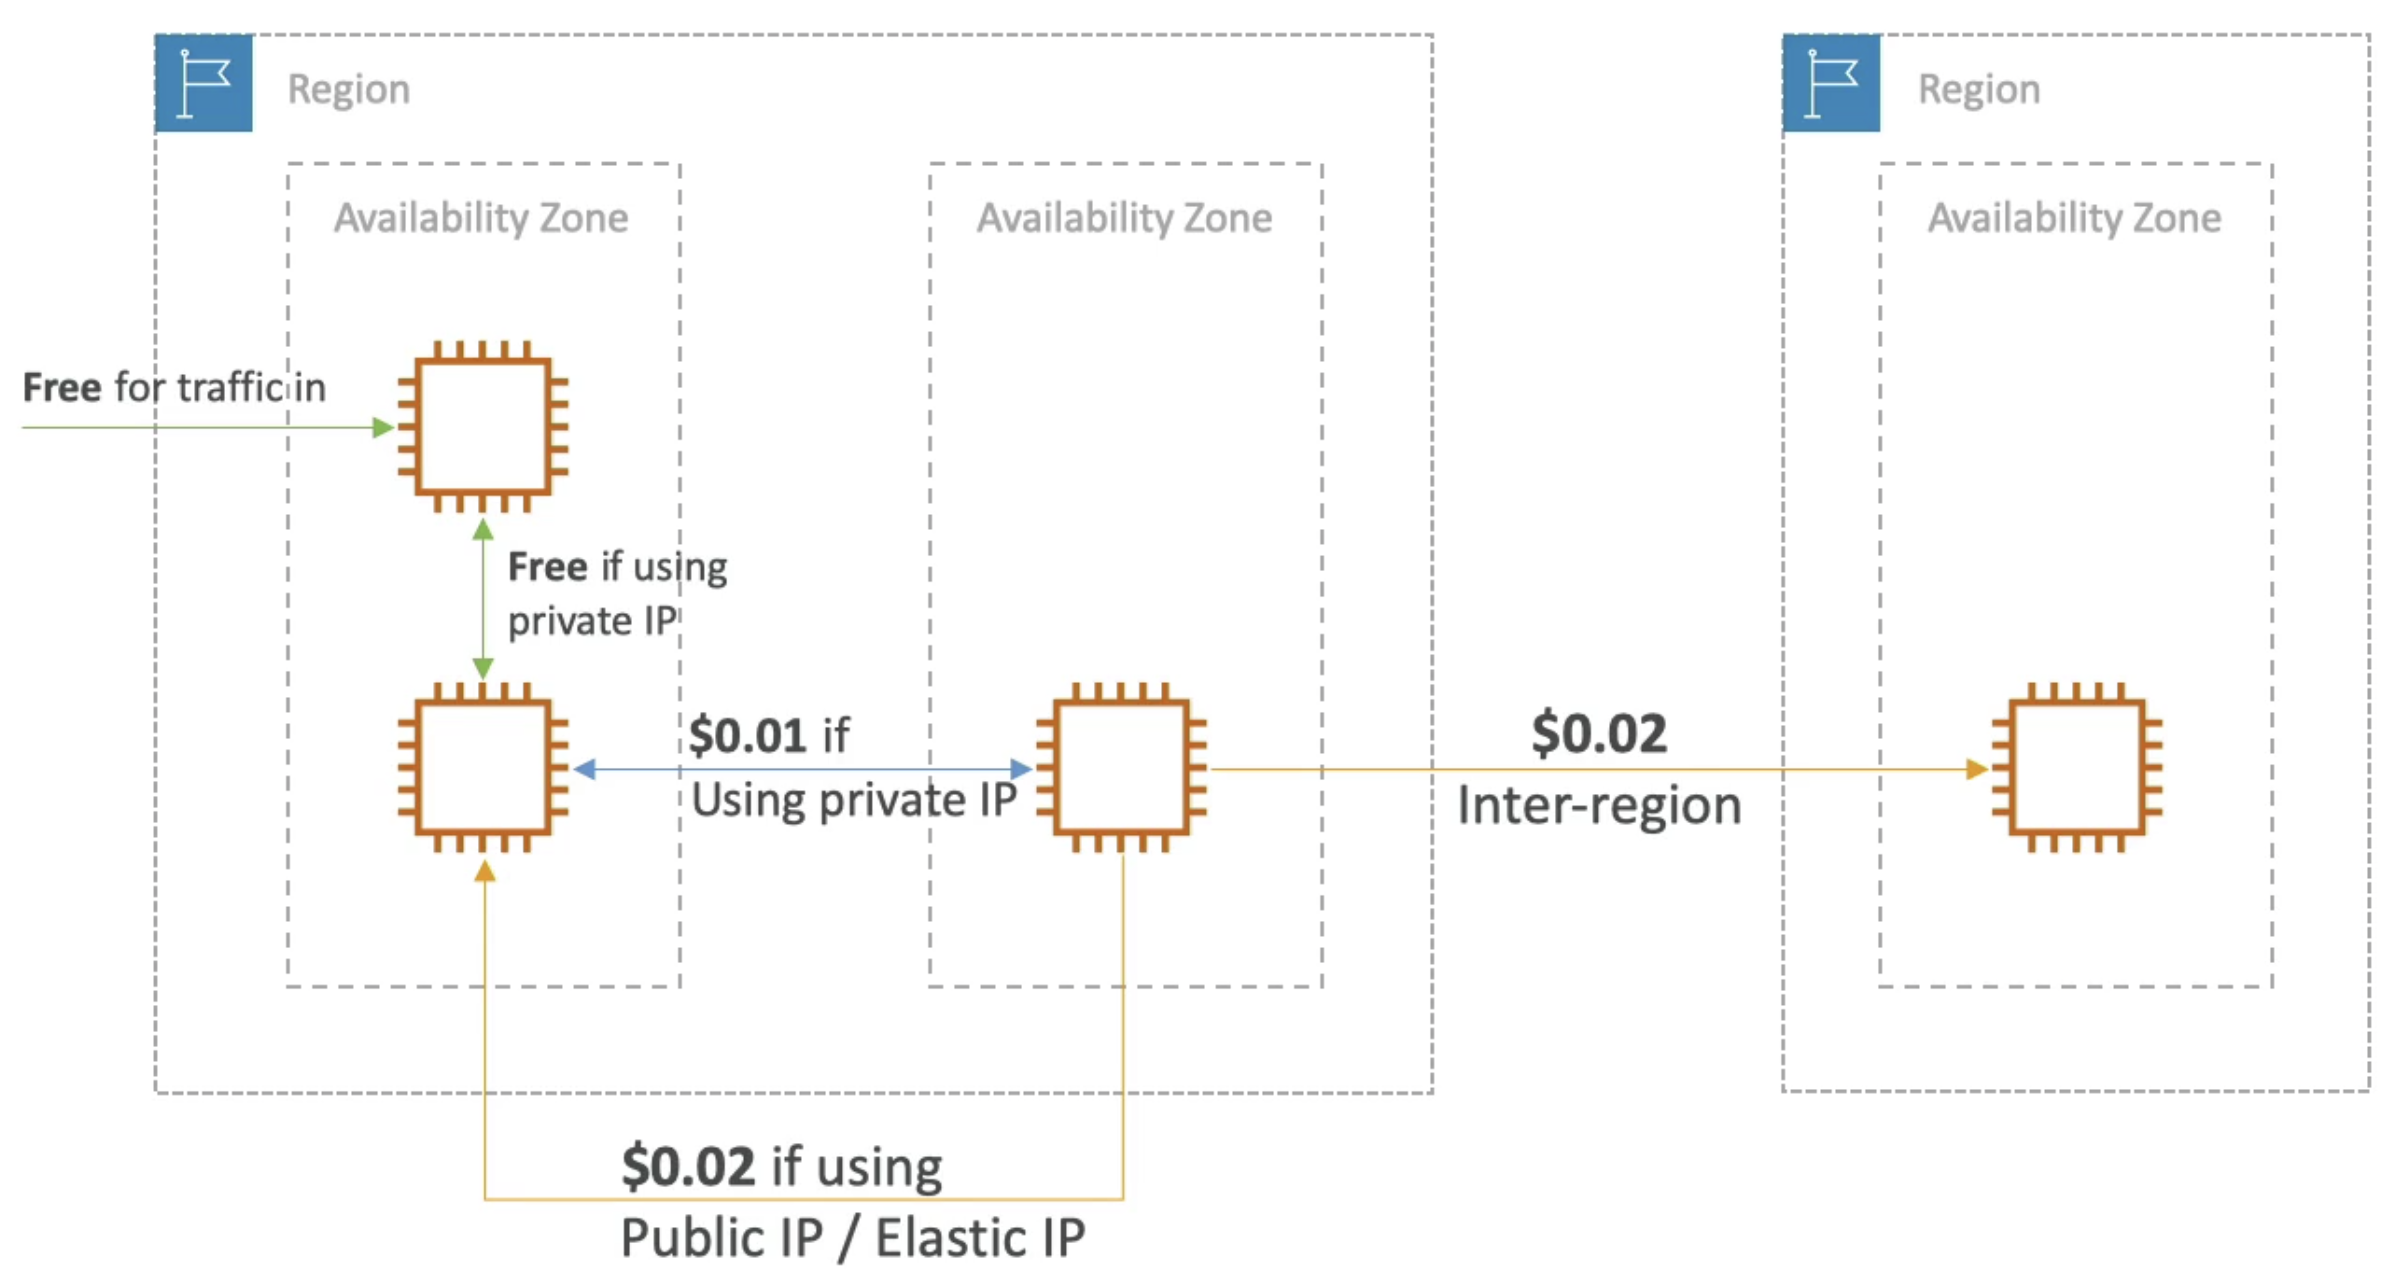 Region
Region
Availability Zone
Availability Zone
Availability Zone
Free for traffic in
Free if using
private IP
$0.01 if
Using private IP
$0.02
Inter-region
$0.02 if using
Public IP / Elastic IP